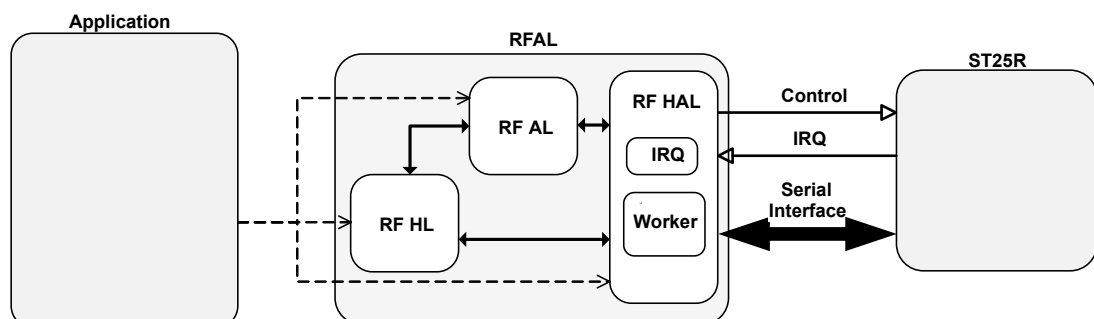 Application
RFAL
ST25R
RF HAL
Control
RF AL
IRQ
IRQ
Serial
Interface
RF HL
Worker